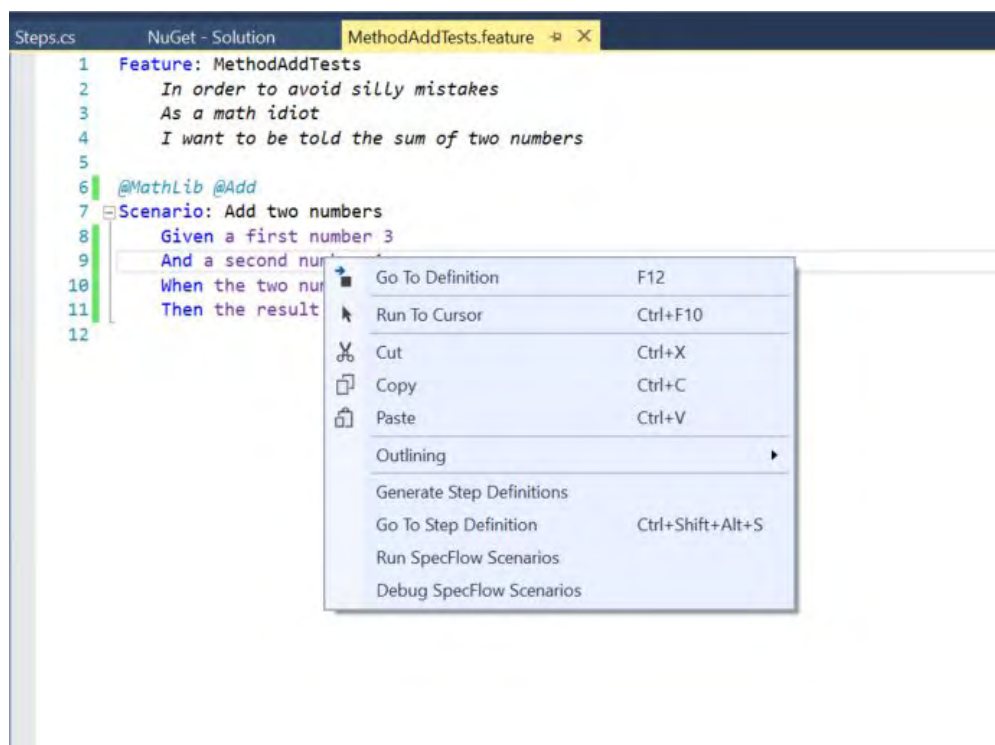 Steps.cs NuGet - Solution MethodAddTests.feature
1 Feature: MethodAddTests
2 In order to avoid silly mistakes
3 As a math idiot
4 I want to be told the sum of two numbers
5
6 @MathLib @Add
7 Scenario: Add two numbers
8 Given a first number 3
9 And a second
10 When the two
11 Then the result
12
Go To Definition F12
Run To Cursor Ctrl+F10
Cut Ctrl+X
Copy Ctrl+C
Paste Ctrl+V
Outlining
Generate Step Definitions
Go To Step Definition Ctrl+Shift+Alt+S
Run SpecFlow Scenarios
Debug SpecFlow Scenarios